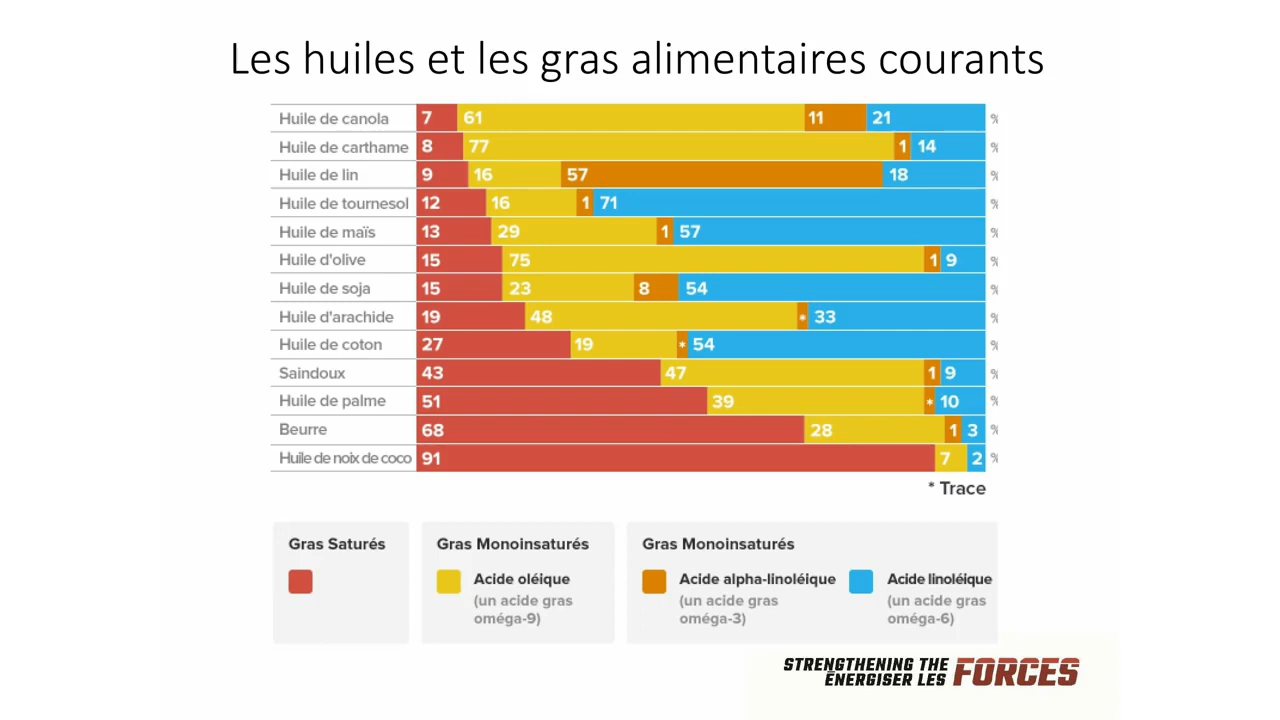 Les huiles et les gras alimentaires courants
Huile de canola 7 61 11 21 %
Huile de carthame 8 77 1 14 %
Huile de lin 9 16 57 18 %
Huile de tournesol 12 16 1 71 %
Huile de maïs 13 29 1 57 %
Huile d'olive 15 75 1 9 %
Huile de soja 15 23 8 54 %
Huile d'arachide 19 48 * 33 %
Huile de coton 27 19 * 54 %
Saindoux 43 47 1 9 %
Huile de palme 51 39 * 10 %
Beurre 68 28 1 3 %
Huile de noix de coco 91 7 2 %
* Trace
Gras Saturés
Gras Monoinsaturés
Acide oléique
(un acide gras
oméga-9)
Gras Monoinsaturés
Acide alpha-linoléique
(un acide gras
oméga-3)
Acide linoléique
(un acide gras
oméga-6)
STRENGTHENING THE
ÉNERGISER LES
FORCES